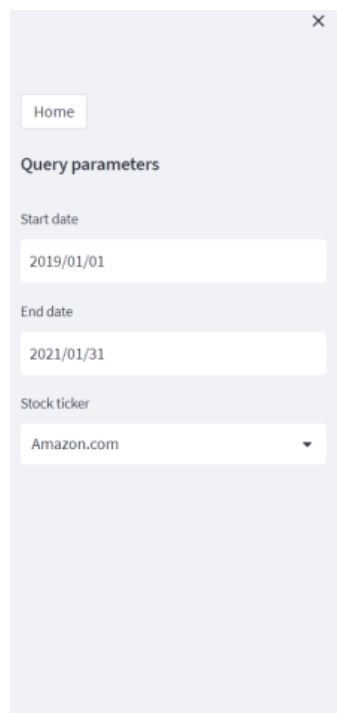 Home
Query parameters
Start date
2019/01/01
End date
2021/01/31
Stock ticker
Amazon.com